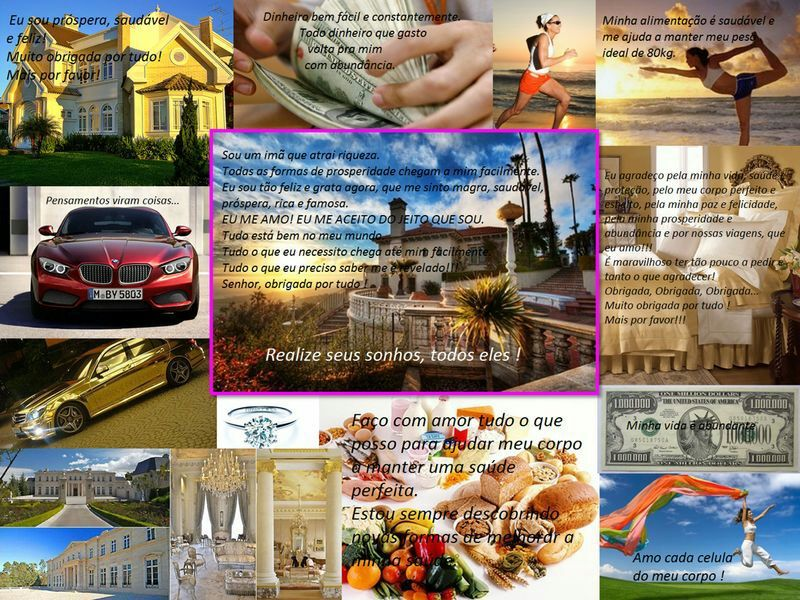 Eu sou próspera, saudável
e feliz!
Muito obrigada por tudo!
Mais por favor!
Dinheiro bem fácil e constantemente.
Todo dinheiro que gasto
volta pra mim
com abundância.
Minha alimentação é saudável e
me ajuda a manter meu peso
ideal de 80kg.
Sou um imã que atrai riqueza.
Todas as formas de prosperidade chegam a mim facilmente.
Eu sou tão feliz e grata agora, que me sinto magra, saudável,
próspera, rica e famosa.
EU ME AMO! EU ME ACEITO DO JEITO QUE SOU.
Tudo está bem no meu mundo.
Tudo o que eu necessito chega até mim facilmente.
Tudo o que eu preciso saber me é revelado!!!
Senhor, obrigada por tudo !
Realize seus sonhos, todos eles !
Eu agradeço pela minha vida, saúde e
proteção, pelo meu corpo perfeito e
esbelto, pela minha paz e felicidade,
pela minha prosperidade e
abundância e por nossas viagens, que
eu amo!!!
É maravilhoso ter tão pouco a pedir e
tanto o que agradecer!
Obrigada, Obrigada, Obrigada...
Muito obrigada por tudo !
Mais por favor!!!
Pensamentos viram coisas...
M BY 5803
Faço com amor tudo o que
posso para ajudar meu corpo
a manter uma saúde
perfeita.
Estou sempre descobrindo
novas formas de melhorar a
minha saúde.
1000000
ONE MILLION DOLLARS
1000000
THE UNITED STATES
Minha vida é abundante
Amo cada celula
do meu corpo !